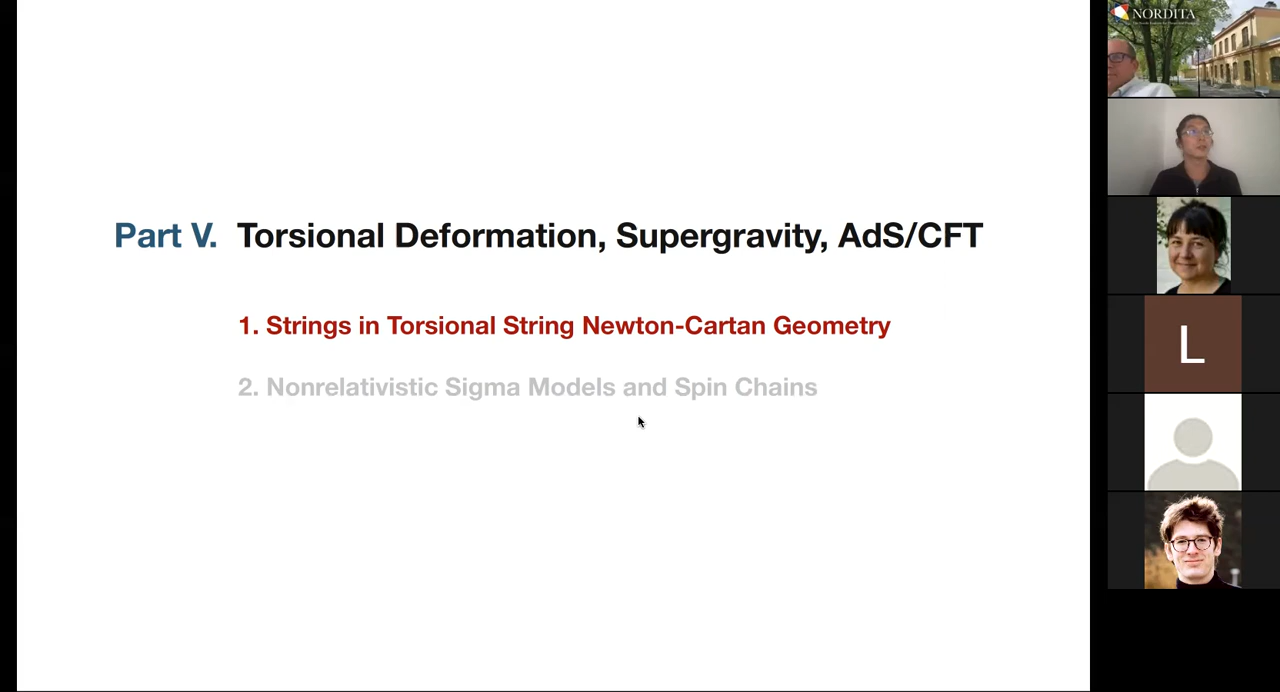 Part V. Torsional Deformation, Supergravity, AdS/CFT
1. Strings in Torsional String Newton-Cartan Geometry
2. Nonrelativistic Sigma Models and Spin Chains
NORDITA
L